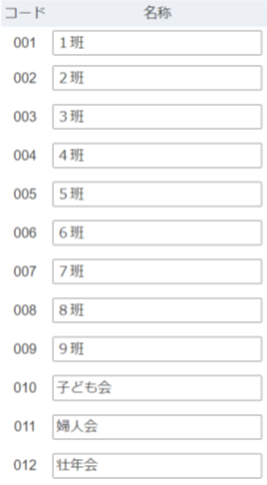 コード 名称
001 １班
002 ２班
003 ３班
004 ４班
005 ５班
006 ６班
007 ７班
008 ８班
009 ９班
010 子ども会
011 婦人会
012 壮年会